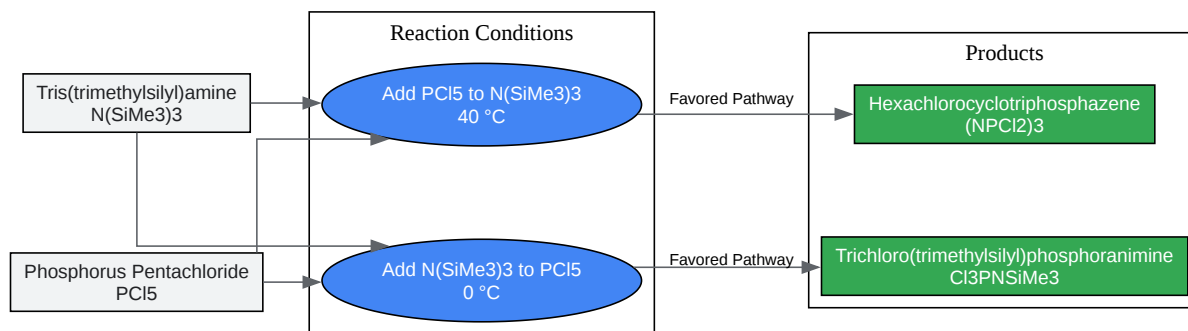 Reaction Conditions
Products
Tris(trimethylsilyl)amine
N(SiMe3)3
Add PCl5 to N(SiMe3)3
40 °C
Favored Pathway
Hexachlorocyclotriphosphazene
(NPCl2)3
Phosphorus Pentachloride
PCl5
Add N(SiMe3)3 to PCl5
0 °C
Favored Pathway
Trichloro(trimethylsilyl)phosphoranimine
Cl3PNSiMe3